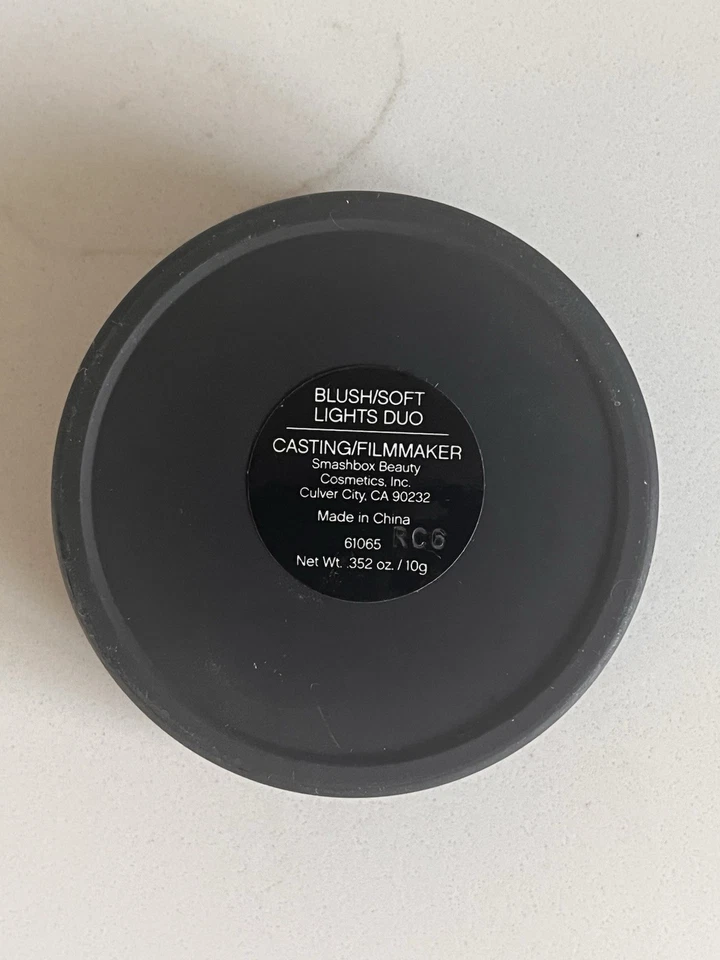 BLUSH/SOFT
LIGHTS DUO
CASTING/FILMMAKER
Smashbox Beauty
Cosmetics, Inc.
Culver City, CA 90232
Made in China
61065 RC6
Net Wt. .352 oz. / 10g